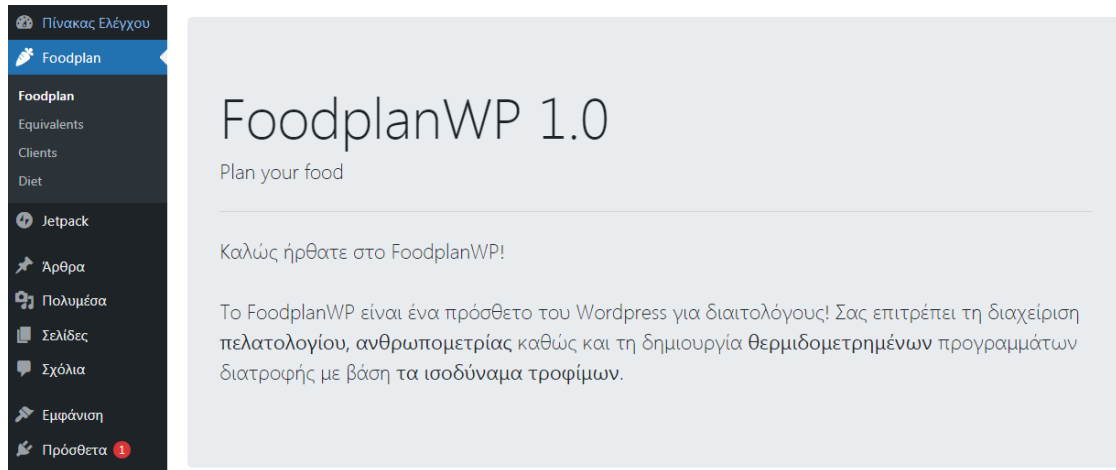 Πίνακας Ελέγχου
Foodplan
Foodplan
Equivalents
Clients
Diet
Jetpack
Άρθρα
Πολυμέσα
Σελίδες
Σχόλια
Εμφάνιση
Πρόσθετα 1
FoodplanWP 1.0
Plan your food
Καλώς ήρθατε στο FoodplanWP!
Το FoodplanWP είναι ένα πρόσθετο του Wordpress για διαιτολόγους! Σας επιτρέπει τη διαχείριση
πελατολογίου, ανθρωπομετρίας καθώς και τη δημιουργία θερμιδομετρημένων προγραμμάτων
διατροφής με βάση τα ισοδύναμα τροφίμων.